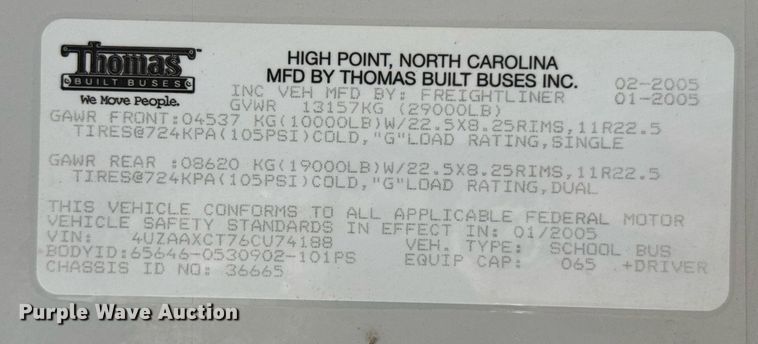 Thomas™
BUILT BUSES
We Move People.
HIGH POINT, NORTH CAROLINA
MFD BY THOMAS BUILT BUSES INC. 02-2005
INC VEH MFD BY: FREIGHTLINER 01-2005
GVWR 13157KG (29000LB)
GAWR FRONT:04537 KG(10000LB)W/22.5X8.25RIMS,11R22.5
TIRES@724KPA(105PSI)COLD,"G"LOAD RATING,SINGLE
GAWR REAR :08620 KG(19000LB)W/22.5X8.25RIMS,11R22.5
TIRES@724KPA(105PSI)COLD,"G"LOAD RATING,DUAL
THIS VEHICLE CONFORMS TO ALL APPLICABLE FEDERAL MOTOR
VEHICLE SAFETY STANDARDS IN EFFECT IN: 01/2005
VIN: 4UZAAXCT76CU74188 VEH. TYPE: SCHOOL BUS
BODYID:65646-0530902-101PS EQUIP CAP: 065 +DRIVER
CHASSIS ID NO: 36665
Purple Wave Auction